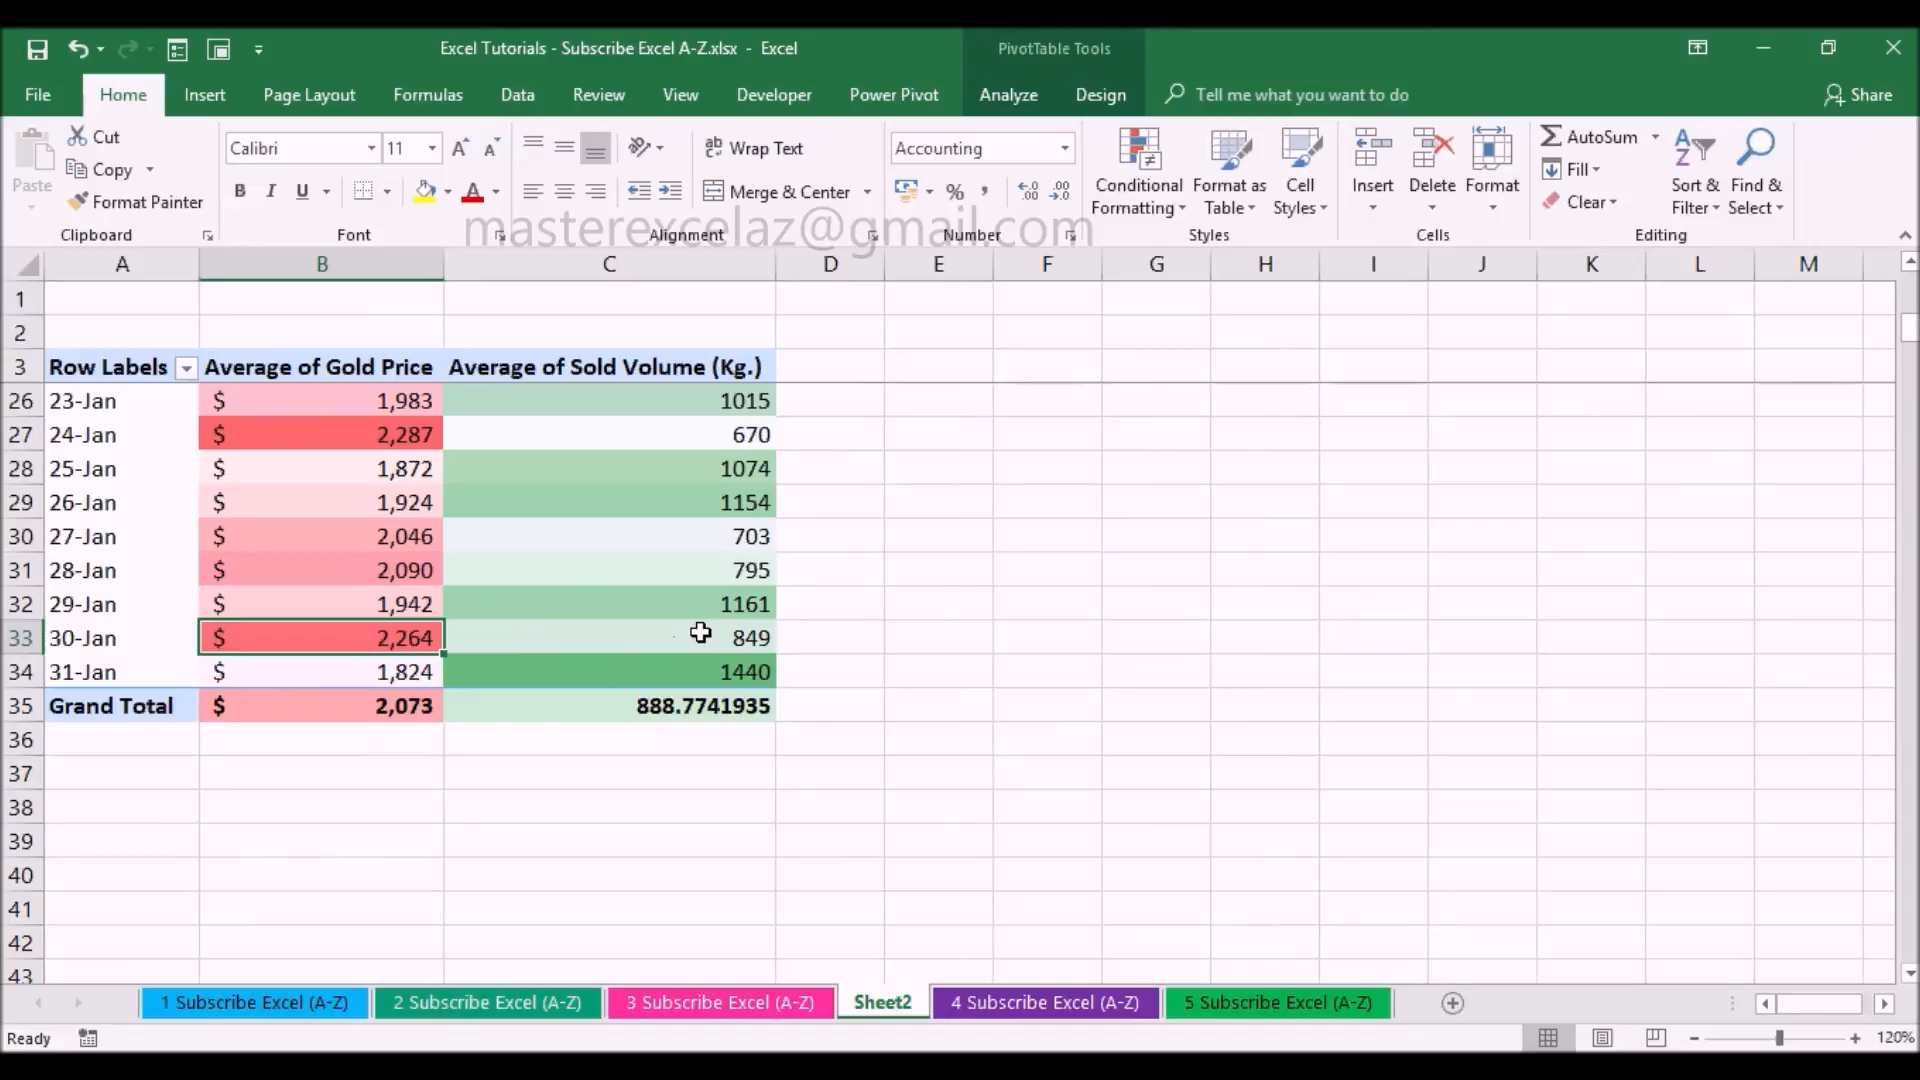 Excel Tutorials - Subscribe Excel A-Z.xlsx - Excel
PivotTable Tools
File Home Insert Page Layout Formulas Data Review View Developer Power Pivot Analyze Design Tell me what you want to do Share
Paste
Cut
Copy
Format Painter
Clipboard
Calibri 11
B I U
Font
Wrap Text
Merge & Center
Alignment
Accounting
$ % ,
Number
Conditional Formatting
Format as Table
Cell Styles
Styles
Insert Delete Format
Cells
AutoSum
Fill
Clear
Sort & Filter
Find & Select
Editing
masterexcelaz@gmail.com
A B C D E F G H I J K L M
1
2
3 Row Labels Average of Gold Price Average of Sold Volume (Kg.)
26 23-Jan $ 1,983 1015
27 24-Jan $ 2,287 670
28 25-Jan $ 1,872 1074
29 26-Jan $ 1,924 1154
30 27-Jan $ 2,046 703
31 28-Jan $ 2,090 795
32 29-Jan $ 1,942 1161
33 30-Jan $ 2,264 849
34 31-Jan $ 1,824 1440
35 Grand Total $ 2,073 888.7741935
36
37
38
39
40
41
42
43
1 Subscribe Excel (A-Z) 2 Subscribe Excel (A-Z) 3 Subscribe Excel (A-Z) Sheet2 4 Subscribe Excel (A-Z) 5 Subscribe Excel (A-Z)
Ready 120%